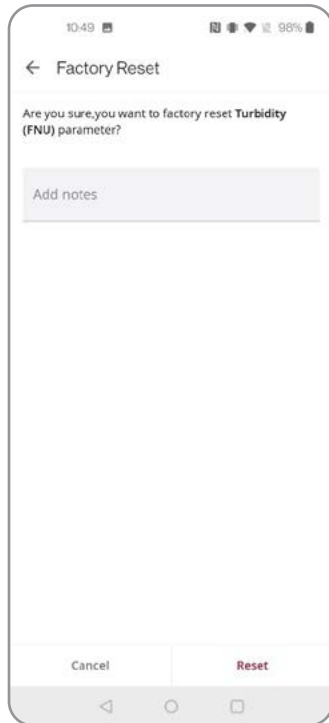 10:49 98%
Factory Reset
Are you sure,you want to factory reset Turbidity
(FNU) parameter?
Add notes
Cancel Reset